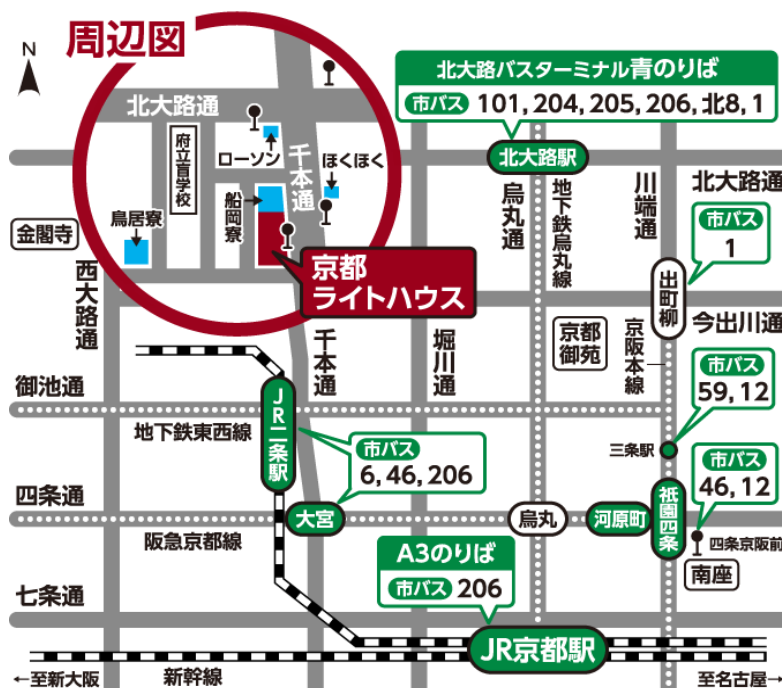 周辺図
N
北大路通
府立盲学校
ローソン
千本通
ほくほく
船岡寮
鳥居寮
京都
ライトハウス
北大路バスターミナル青のりば
市バス 101, 204, 205, 206, 北8, 1
北大路駅
烏丸通
地下鉄烏丸線
川端通
北大路通
金閣寺
西大路通
市バス
1
出町柳
今出川通
千本通
堀川通
京都
御苑
京阪本線
御池通
JR二条駅
地下鉄東西線
市バス
59, 12
三条駅
市バス
6, 46, 206
市バス
46, 12
四条通
大宮
烏丸
河原町
祇園四条
四条京阪前
阪急京都線
南座
A3のりば
市バス 206
七条通
JR京都駅
←至新大阪
新幹線
至名古屋→